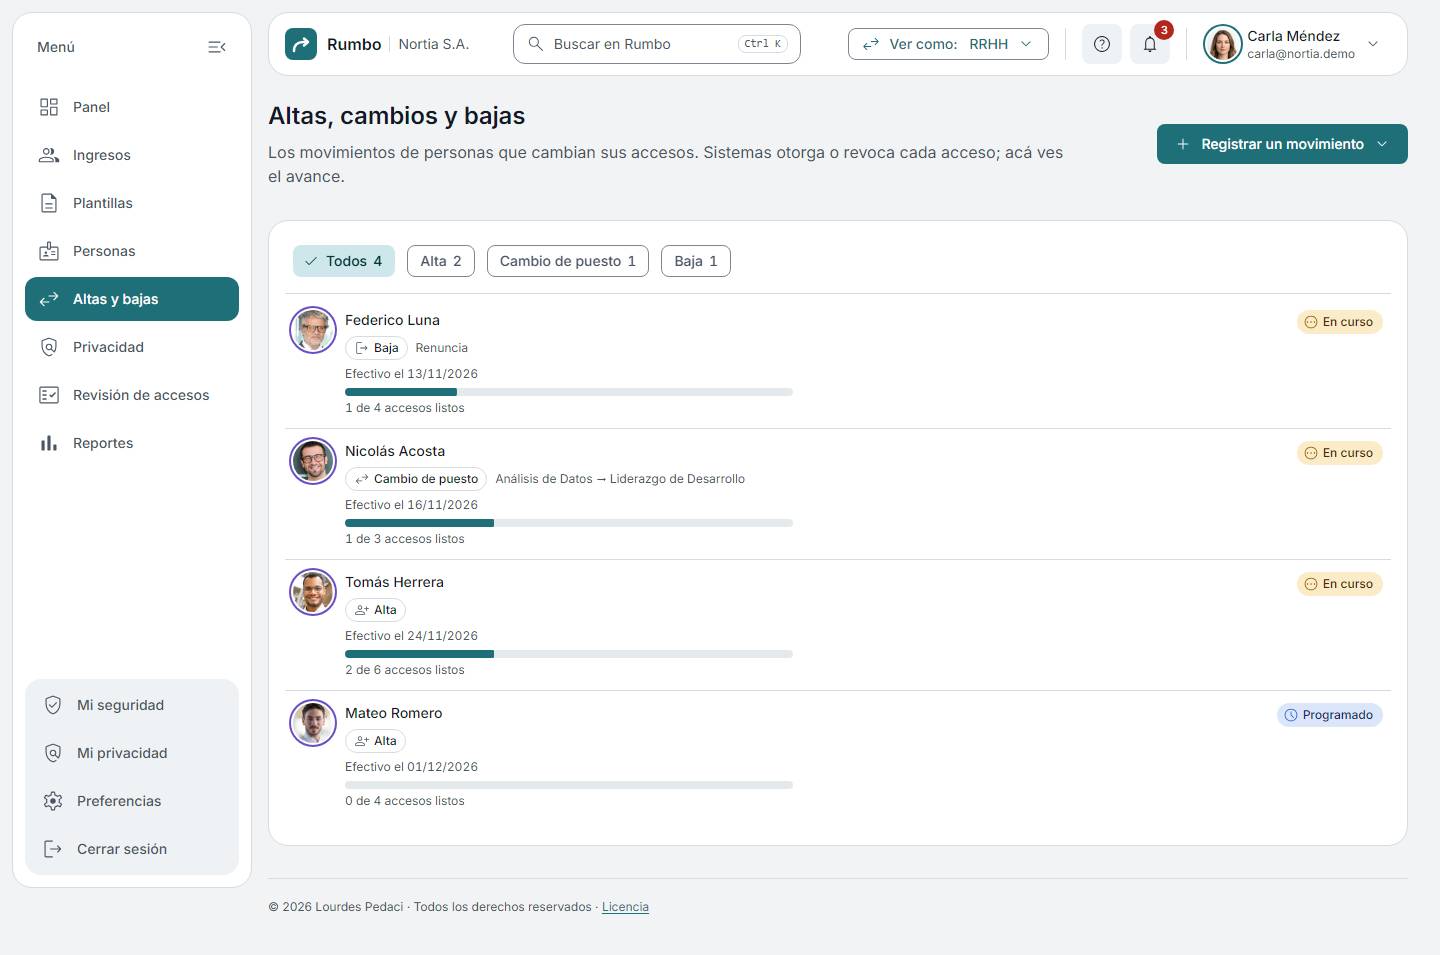 Menú
Panel
Ingresos
Plantillas
Personas
Altas y bajas
Privacidad
Revisión de accesos
Reportes
Mi seguridad
Mi privacidad
Preferencias
Cerrar sesión
Rumbo
Nortia S.A.
Buscar en Rumbo
Ctrl K
Ver como: RRHH
3
Carla Méndez
carla@nortia.demo
Altas, cambios y bajas
Los movimientos de personas que cambian sus accesos. Sistemas otorga o revoca cada acceso; acá ves
el avance.
Registrar un movimiento
Todos 4
Alta 2
Cambio de puesto 1
Baja 1
Federico Luna
En curso
Baja
Renuncia
Efectivo el 13/11/2026
1 de 4 accesos listos
Nicolás Acosta
En curso
Cambio de puesto
Análisis de Datos → Liderazgo de Desarrollo
Efectivo el 16/11/2026
1 de 3 accesos listos
Tomás Herrera
En curso
Alta
Efectivo el 24/11/2026
2 de 6 accesos listos
Mateo Romero
Programado
Alta
Efectivo el 01/12/2026
0 de 4 accesos listos
© 2026 Lourdes Pedaci · Todos los derechos reservados · Licencia